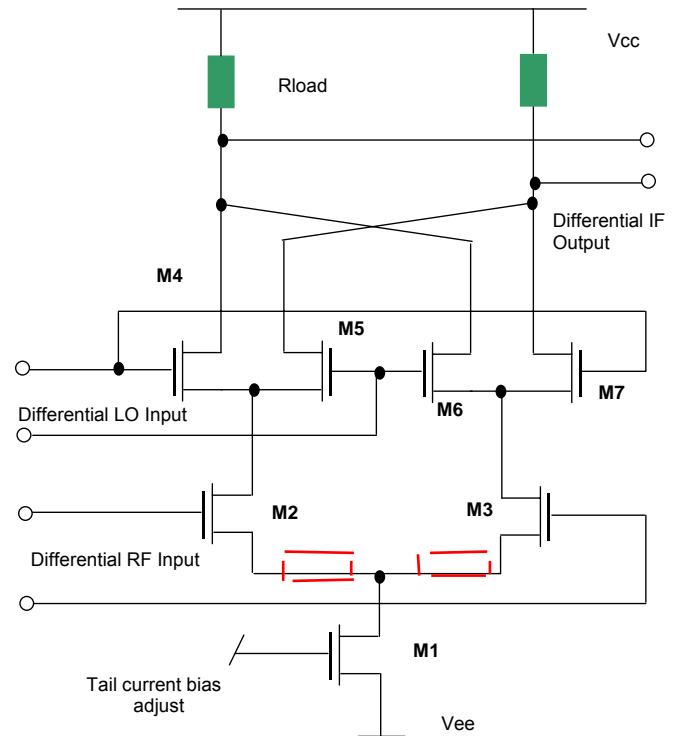 Vcc
Rload
Differential IF
Output
M4
M5
M6
M7
Differential LO Input
M2
M3
Differential RF Input
M1
Tail current bias
adjust
Vee